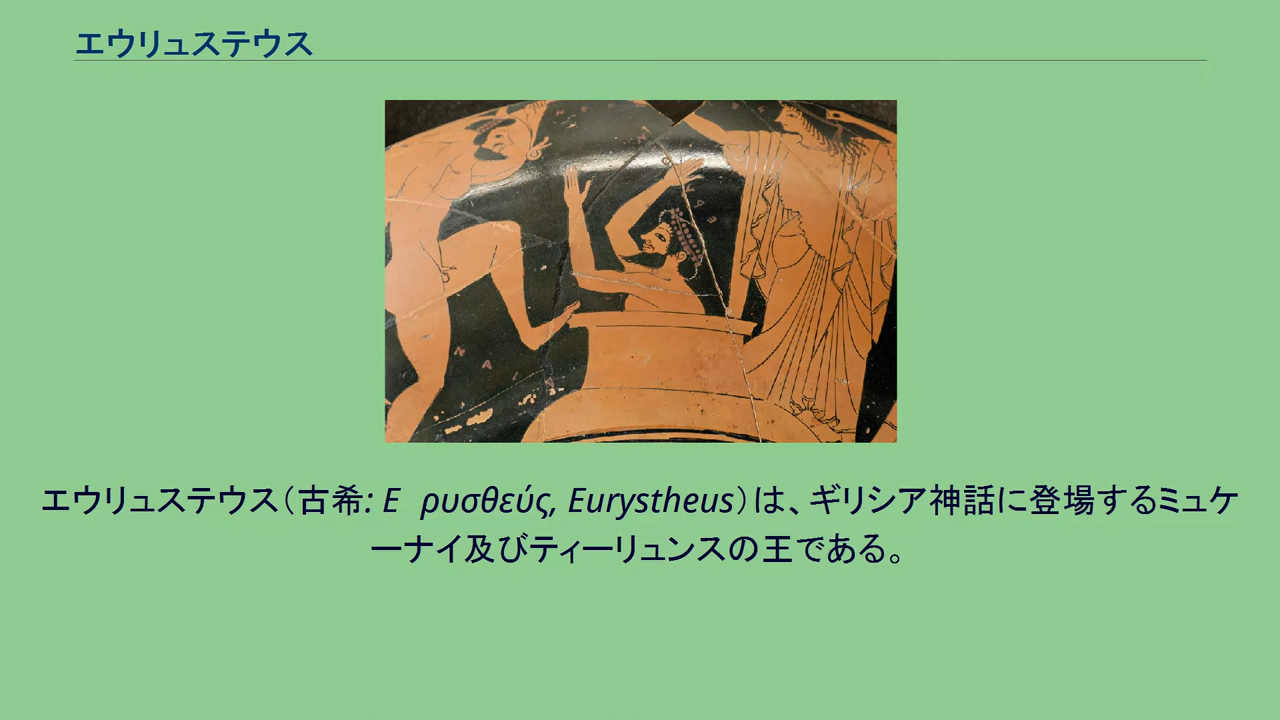 エウリュステウス
エウリュステウス（古希: Ε ρυσθεύς, Eurystheus）は、ギリシア神話に登場するミュケ
ーナイ及びティーリュンスの王である。